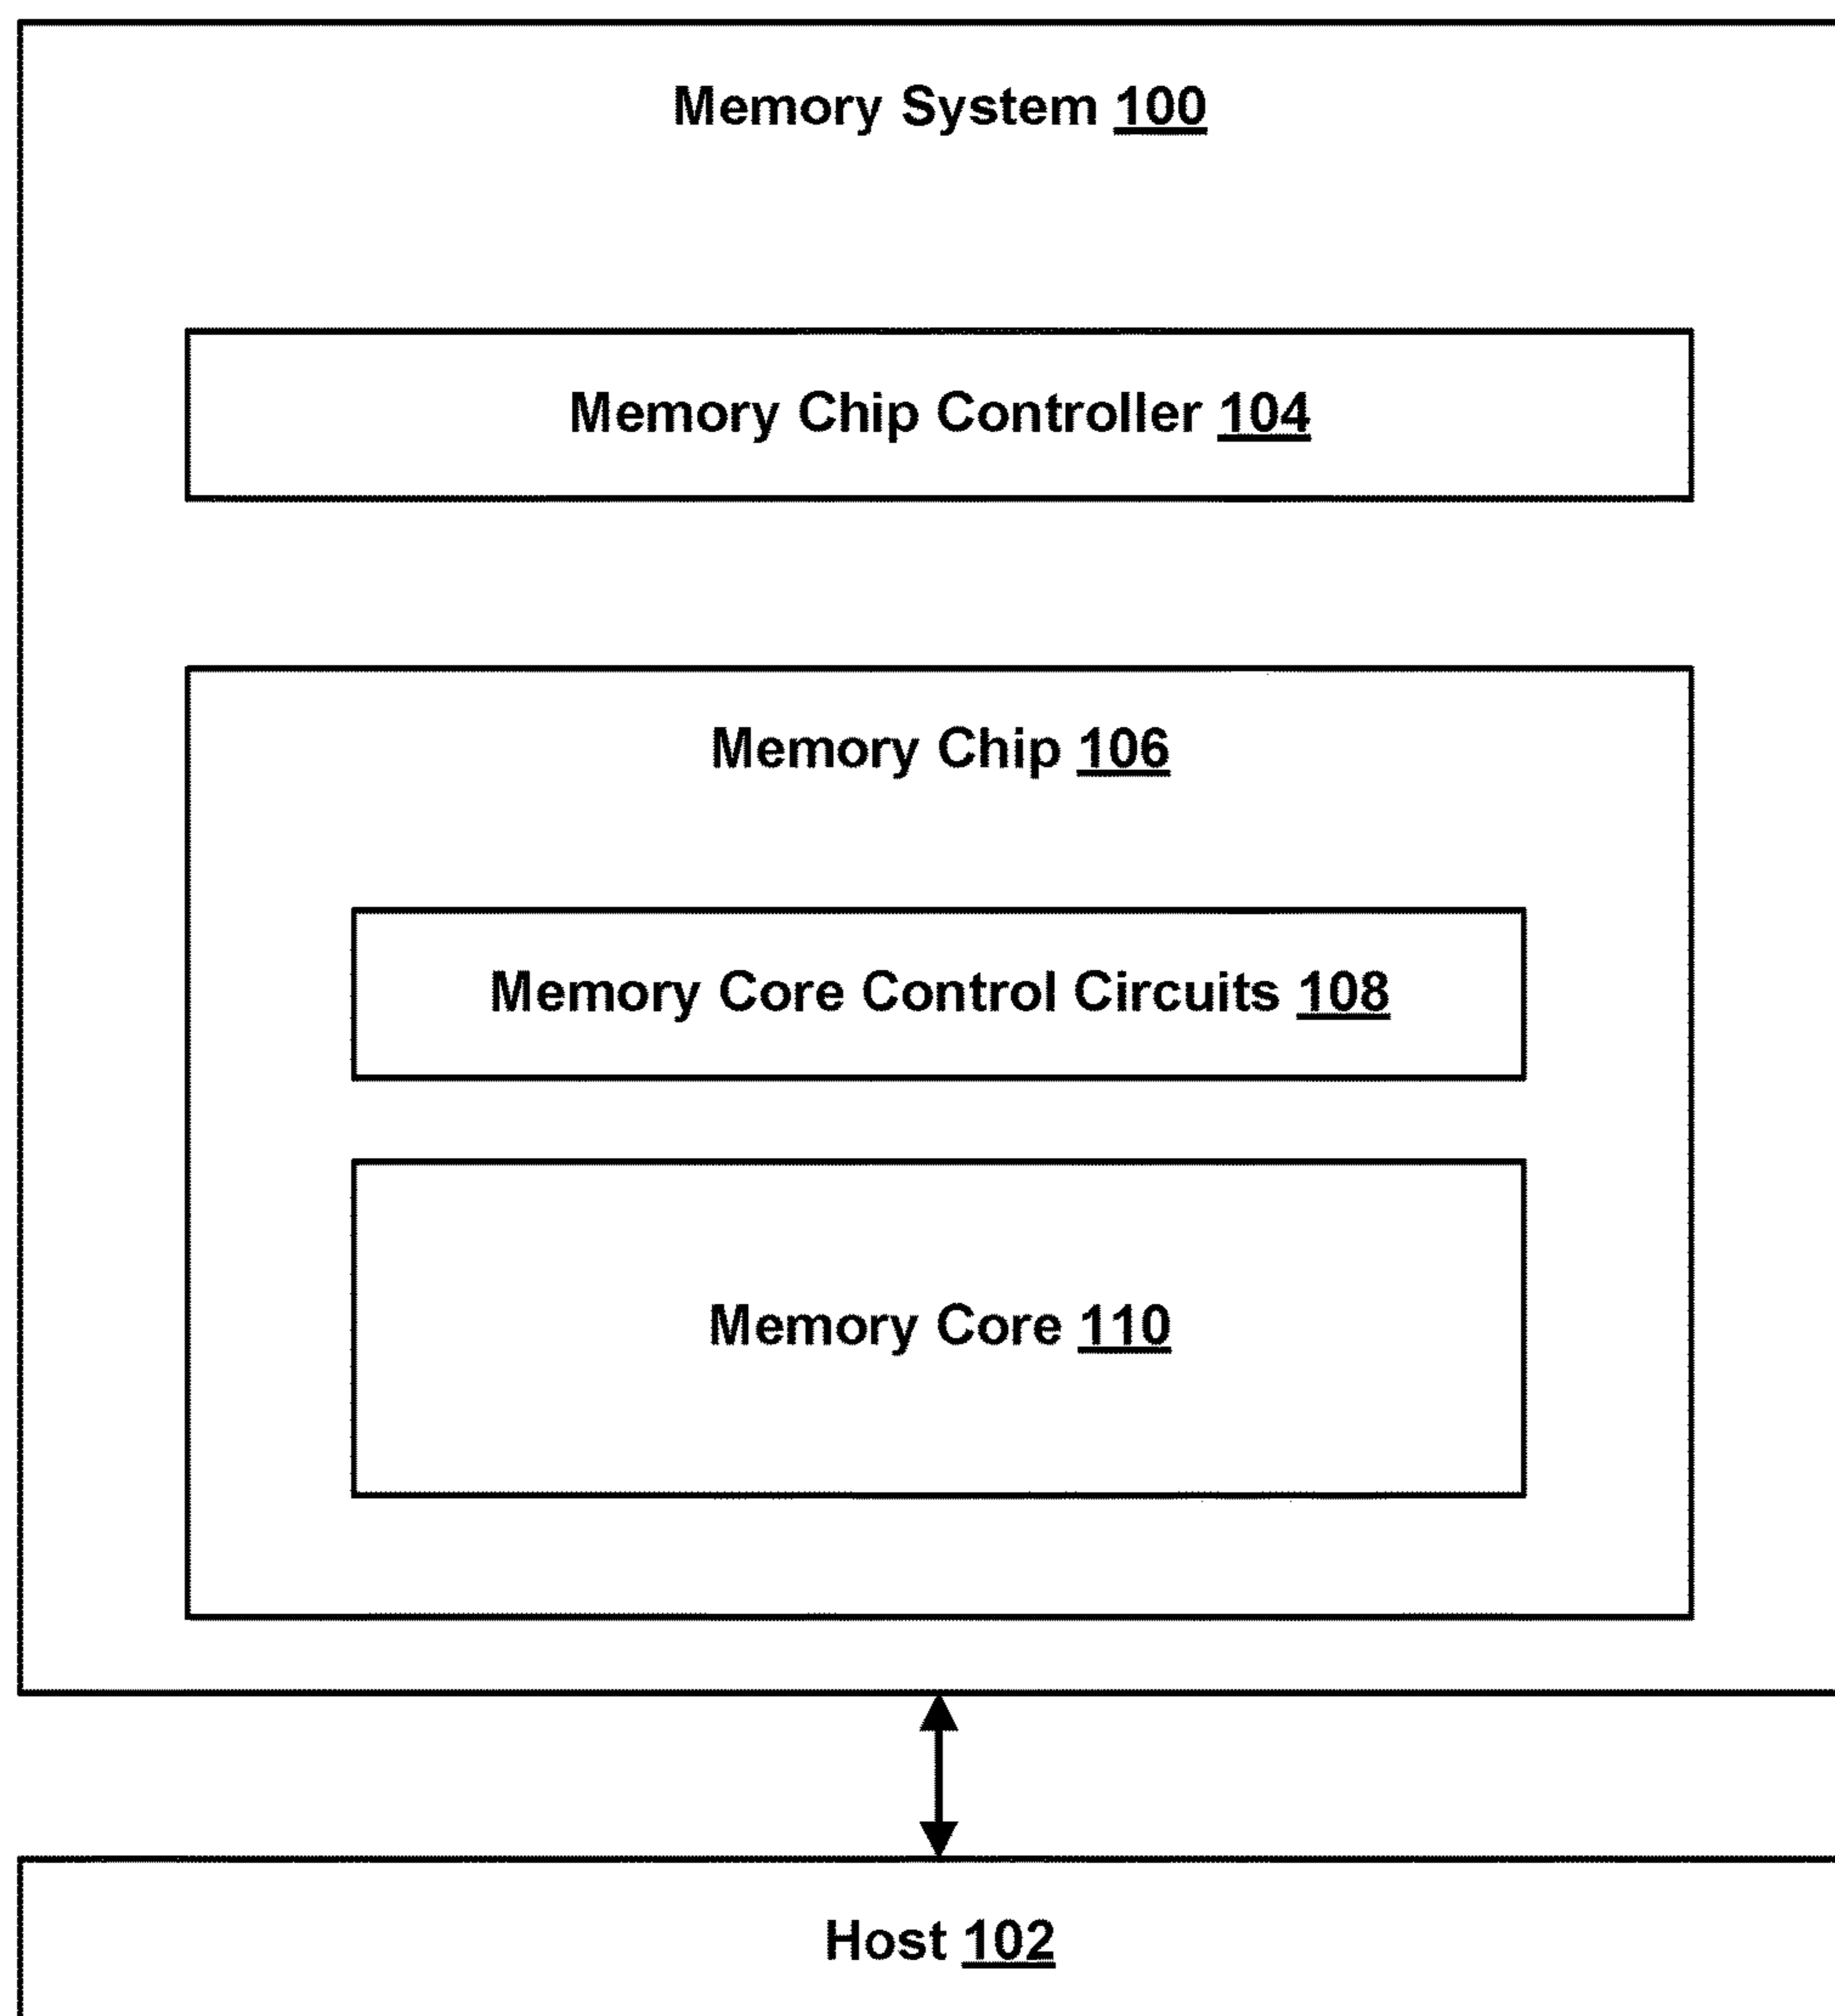 Memory System 100
Memory Chip Controller 104
Memory Chip 106
Memory Core Control Circuits 108
Memory Core 110
Host 102